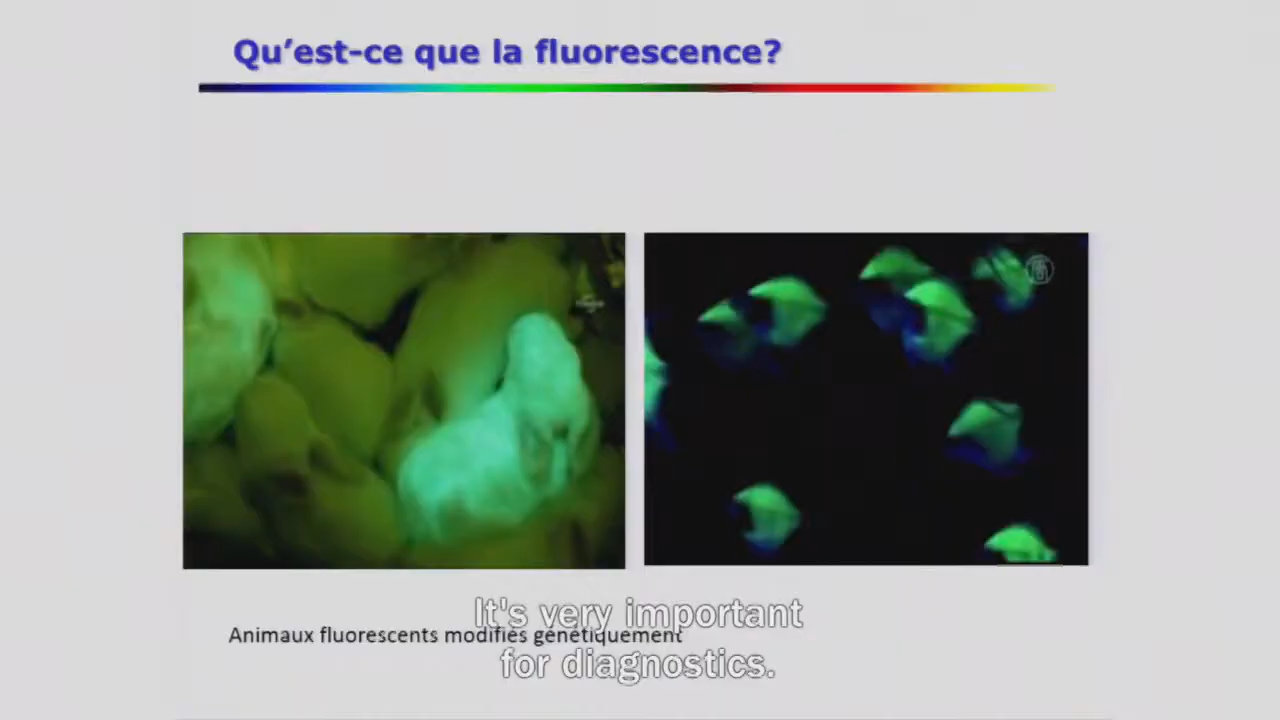 Qu'est-ce que la fluorescence?
Animaux fluorescents modifiés génétiquement
It's very important
for diagnostics.